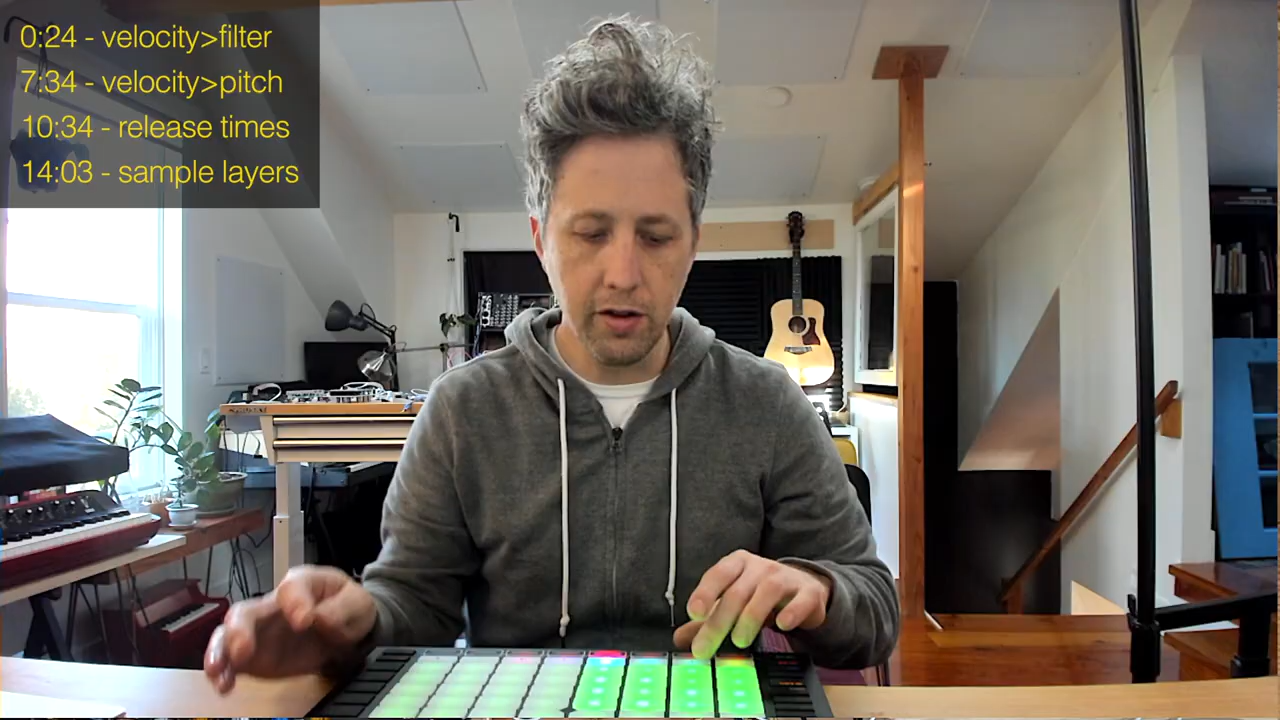 0:24 - velocity>filter
7:34 - velocity>pitch
10:34 - release times
14:03 - sample layers